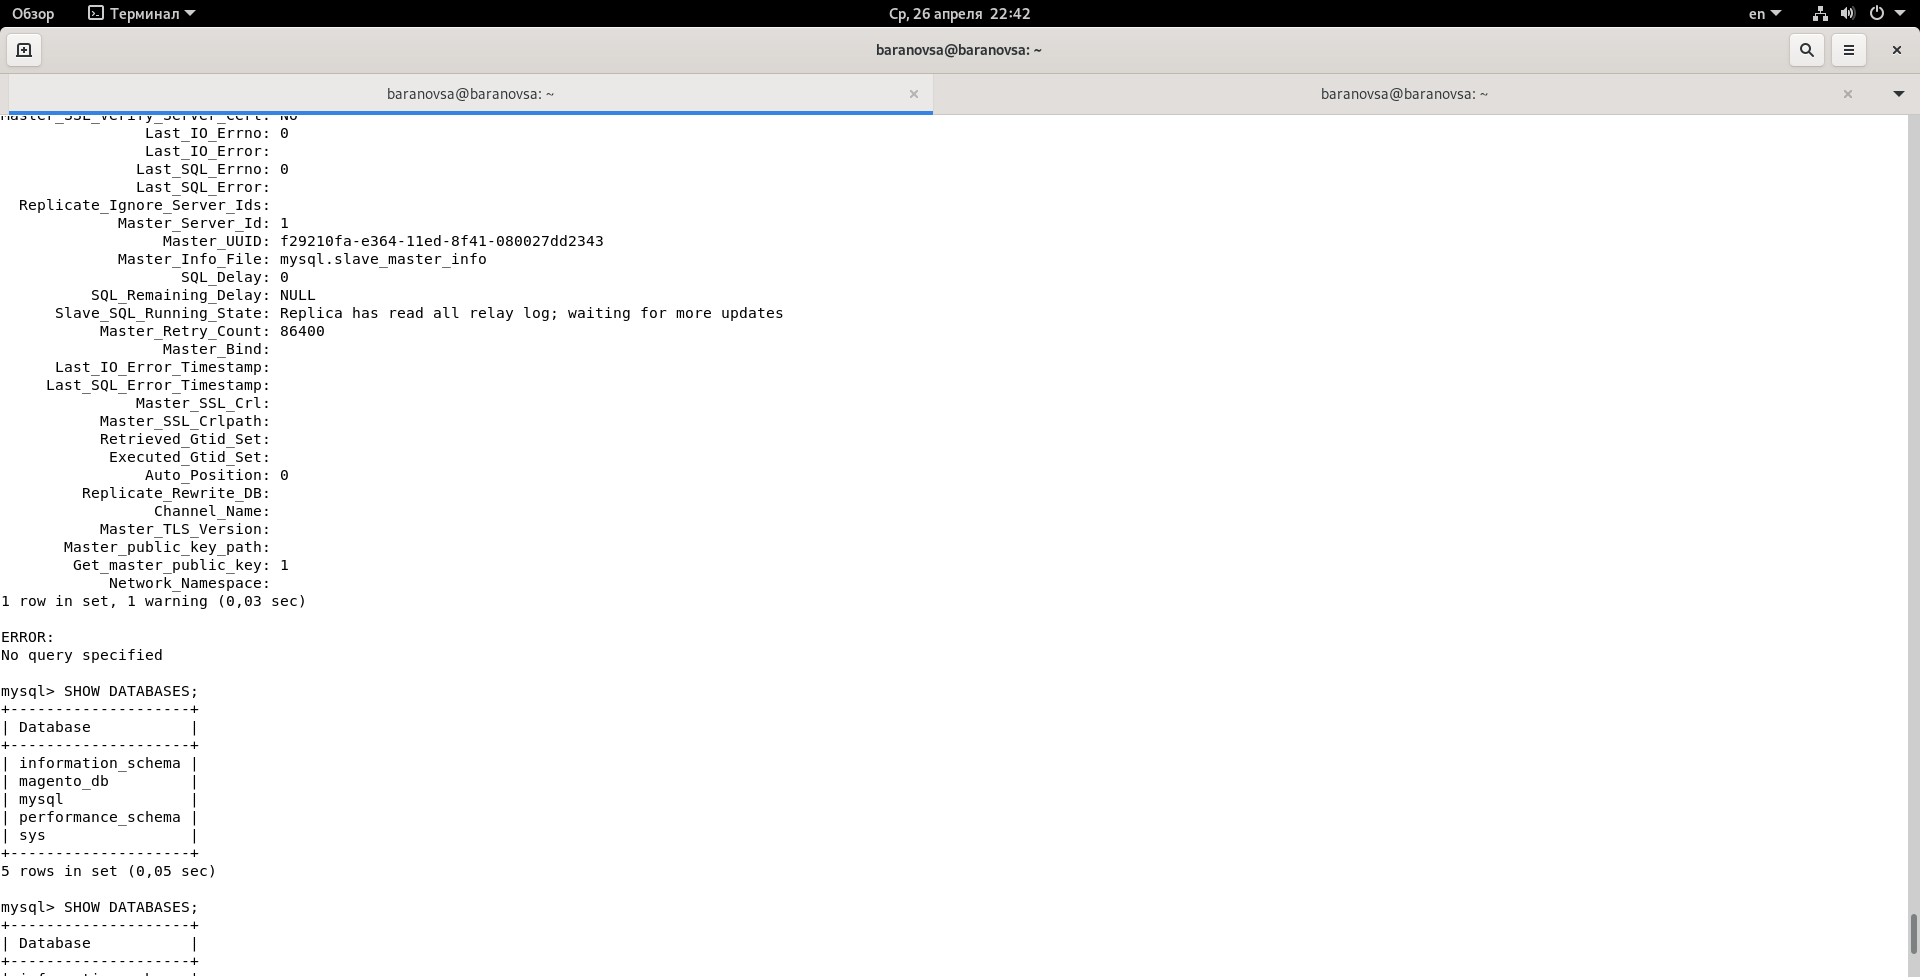 Обзор Терминал Ср, 26 апреля 22:42 en
baranovsa@baranovsa: ~
baranovsa@baranovsa: ~ baranovsa@baranovsa: ~
Master_SSL_Verify_Server_Cert: No
Last_IO_Errno: 0
Last_IO_Error:
Last_SQL_Errno: 0
Last_SQL_Error:
Replicate_Ignore_Server_Ids:
Master_Server_Id: 1
Master_UUID: f29210fa-e364-11ed-8f41-080027dd2343
Master_Info_File: mysql.slave_master_info
SQL_Delay: 0
SQL_Remaining_Delay: NULL
Slave_SQL_Running_State: Replica has read all relay log; waiting for more updates
Master_Retry_Count: 86400
Master_Bind:
Last_IO_Error_Timestamp:
Last_SQL_Error_Timestamp:
Master_SSL_Crl:
Master_SSL_Crlpath:
Retrieved_Gtid_Set:
Executed_Gtid_Set:
Auto_Position: 0
Replicate_Rewrite_DB:
Channel_Name:
Master_TLS_Version:
Master_public_key_path:
Get_master_public_key: 1
Network_Namespace:
1 row in set, 1 warning (0,03 sec)
ERROR:
No query specified
mysql> SHOW DATABASES;
+--------------------+
| Database           |
+--------------------+
| information_schema |
| magento_db         |
| mysql              |
| performance_schema |
| sys                |
+--------------------+
5 rows in set (0,05 sec)
mysql> SHOW DATABASES;
+--------------------+
| Database           |
+--------------------+